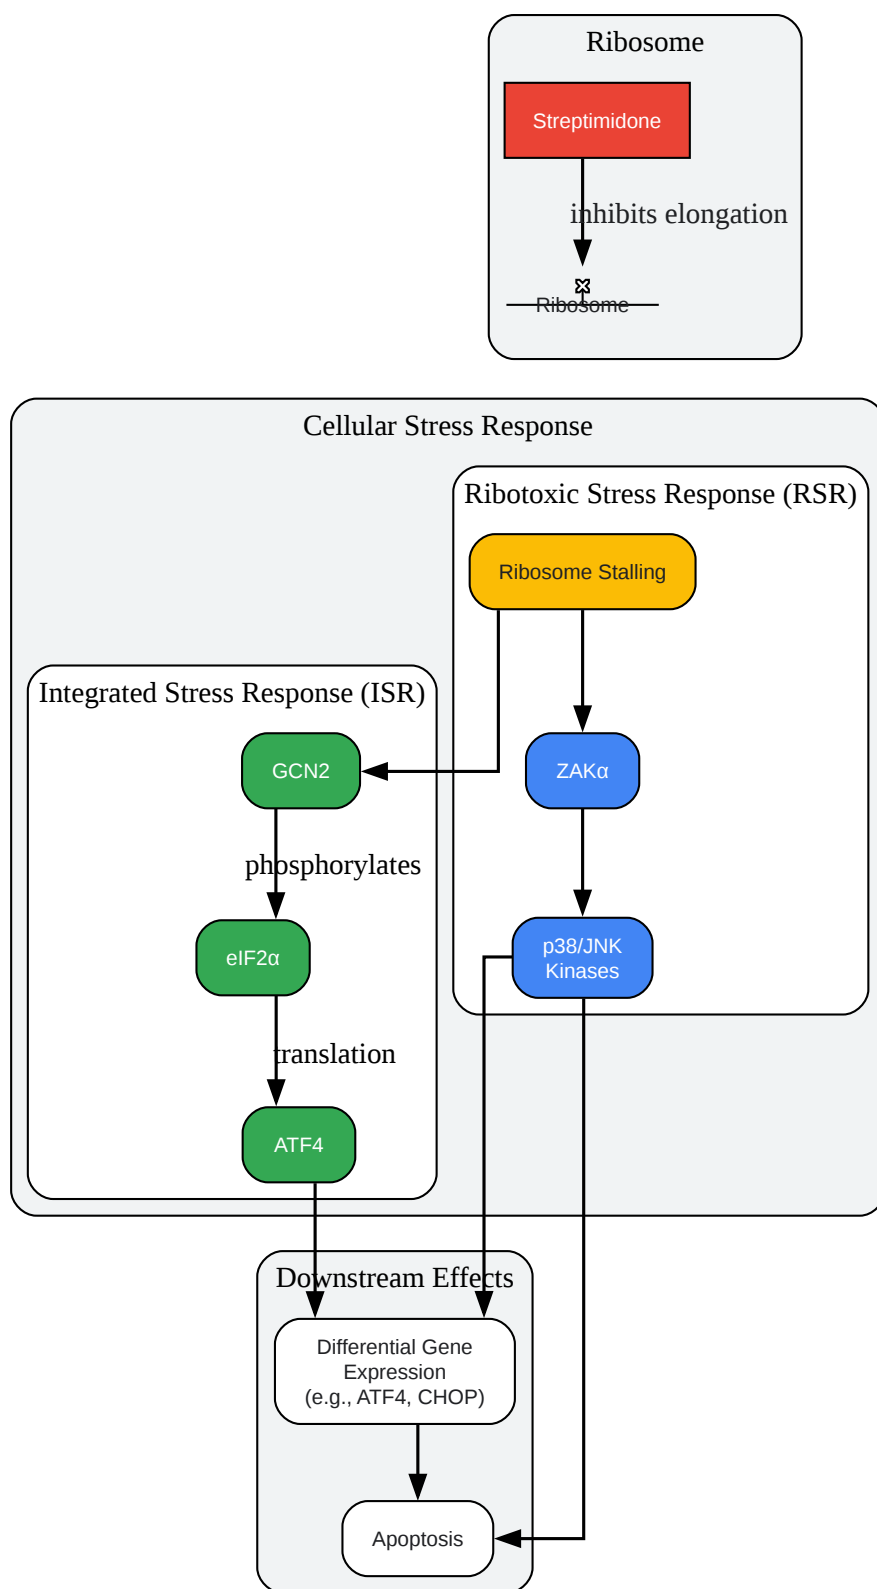 Ribosome
Streptimidone
inhibits elongation
Ribosome
Cellular Stress Response
Ribotoxic Stress Response (RSR)
Ribosome Stalling
Integrated Stress Response (ISR)
GCN2
ZAKα
phosphorylates
eIF2α
p38/JNK
Kinases
translation
ATF4
Downstream Effects
Differential Gene
Expression
(e.g., ATF4, CHOP)
Apoptosis